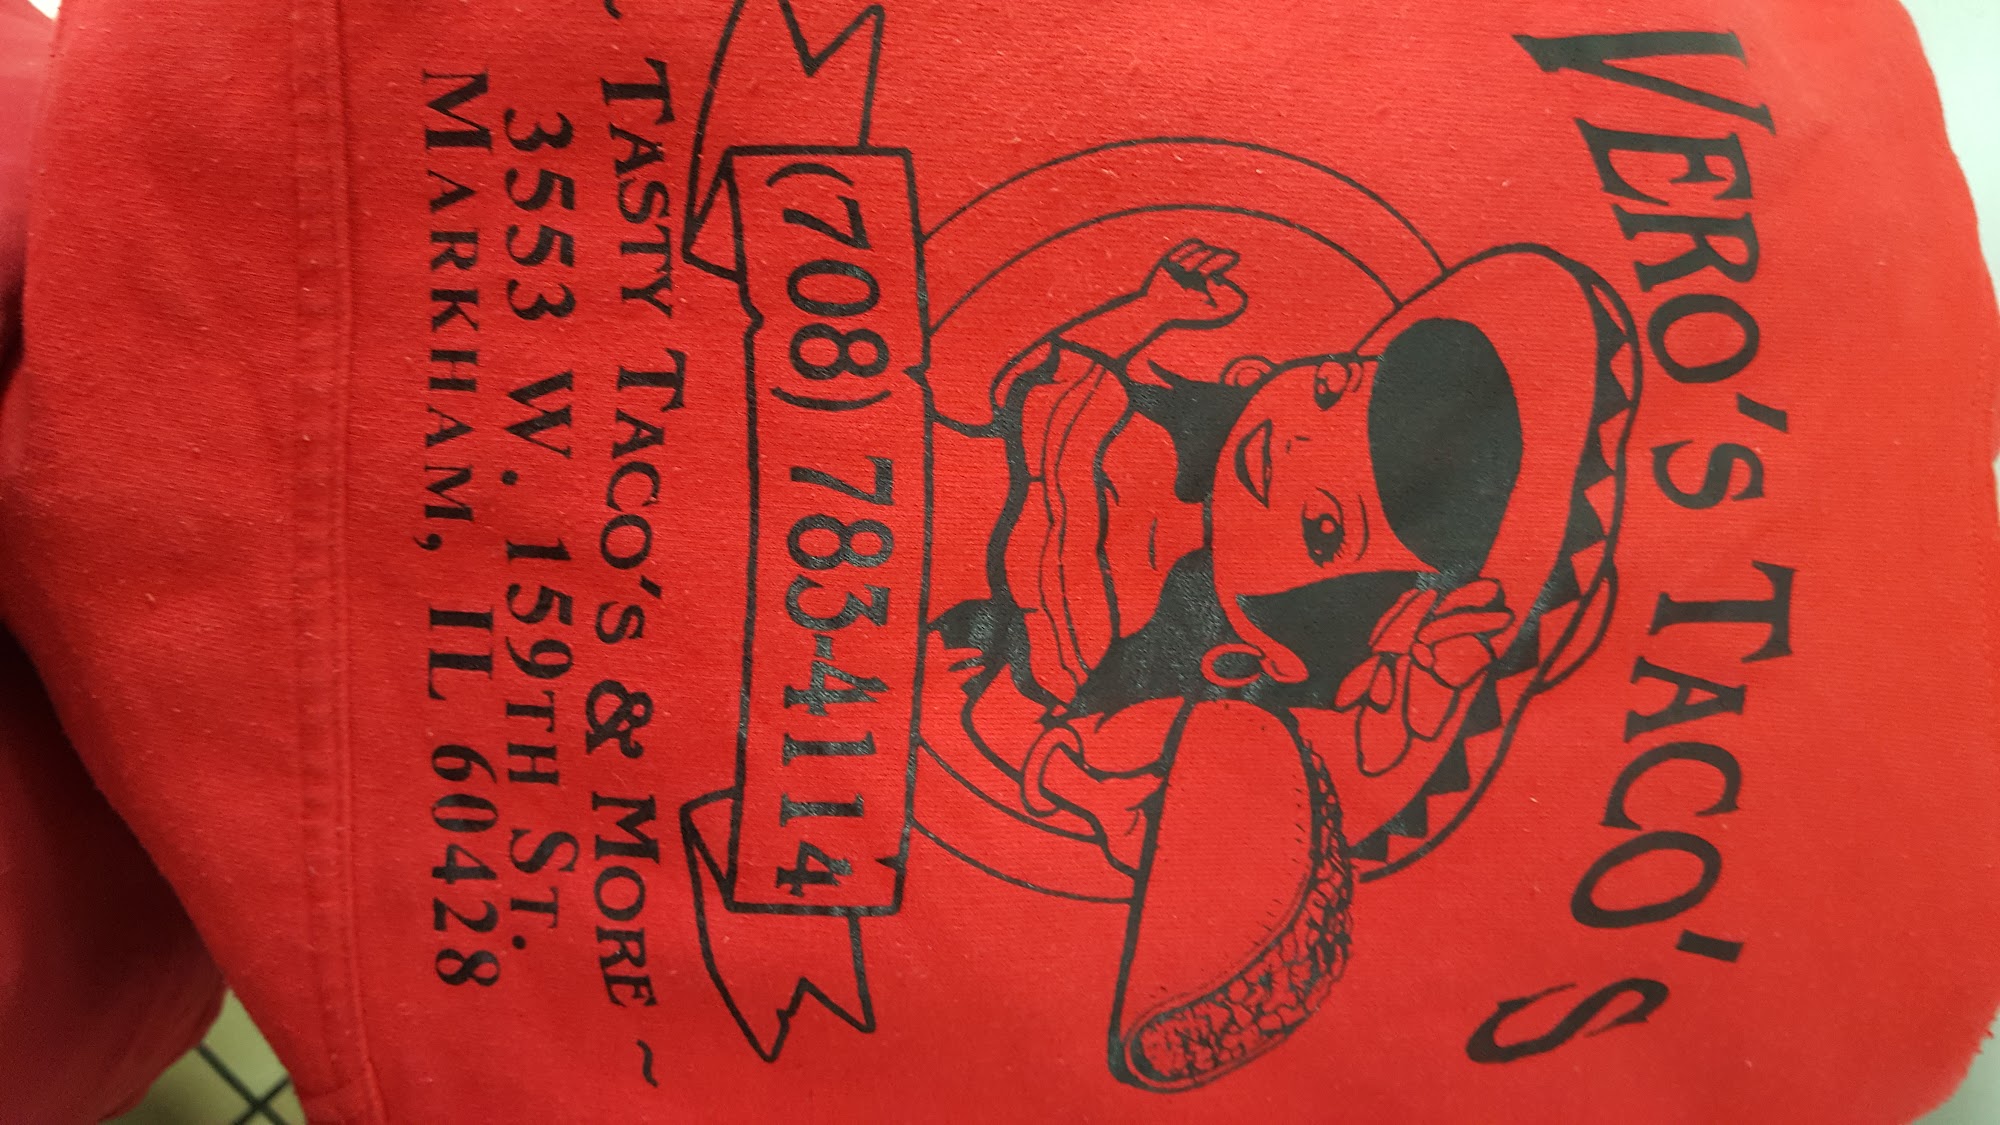 VERO'S TACO'S
(708) 783-4114
~ TASTY TACO'S & MORE ~
3553 W. 159TH ST.
MARKHAM, IL 60428